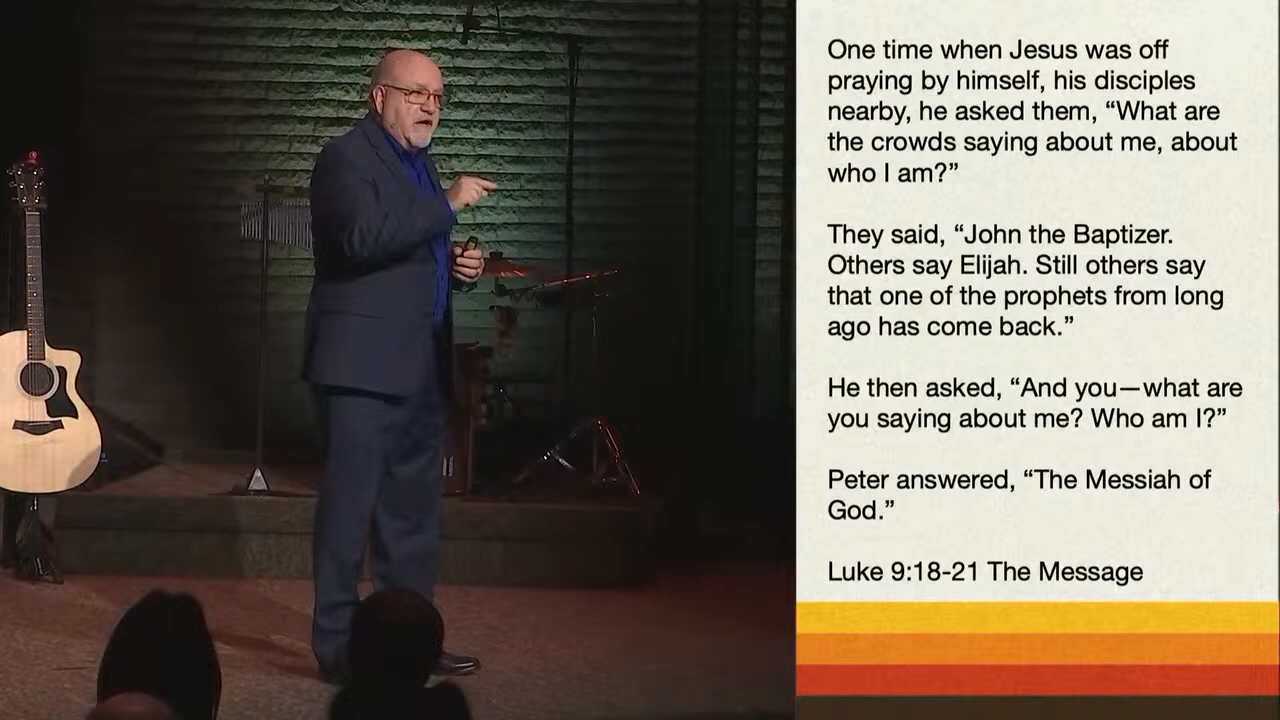 One time when Jesus was off
praying by himself, his disciples
nearby, he asked them, “What are
the crowds saying about me, about
who I am?”
They said, “John the Baptizer.
Others say Elijah. Still others say
that one of the prophets from long
ago has come back.”
He then asked, “And you—what are
you saying about me? Who am I?”
Peter answered, “The Messiah of
God.”
Luke 9:18-21 The Message